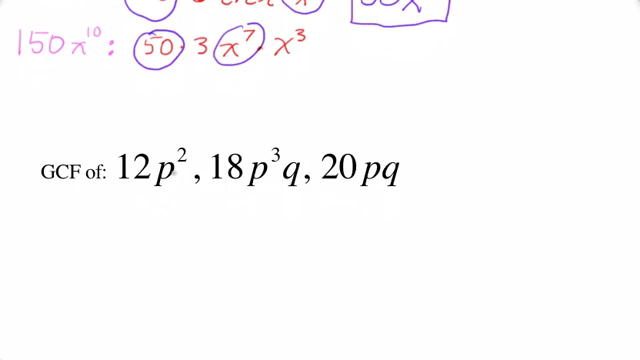 150x¹⁰: 50 · 3 x⁷ · x³
GCF of: 12p², 18p³q, 20pq